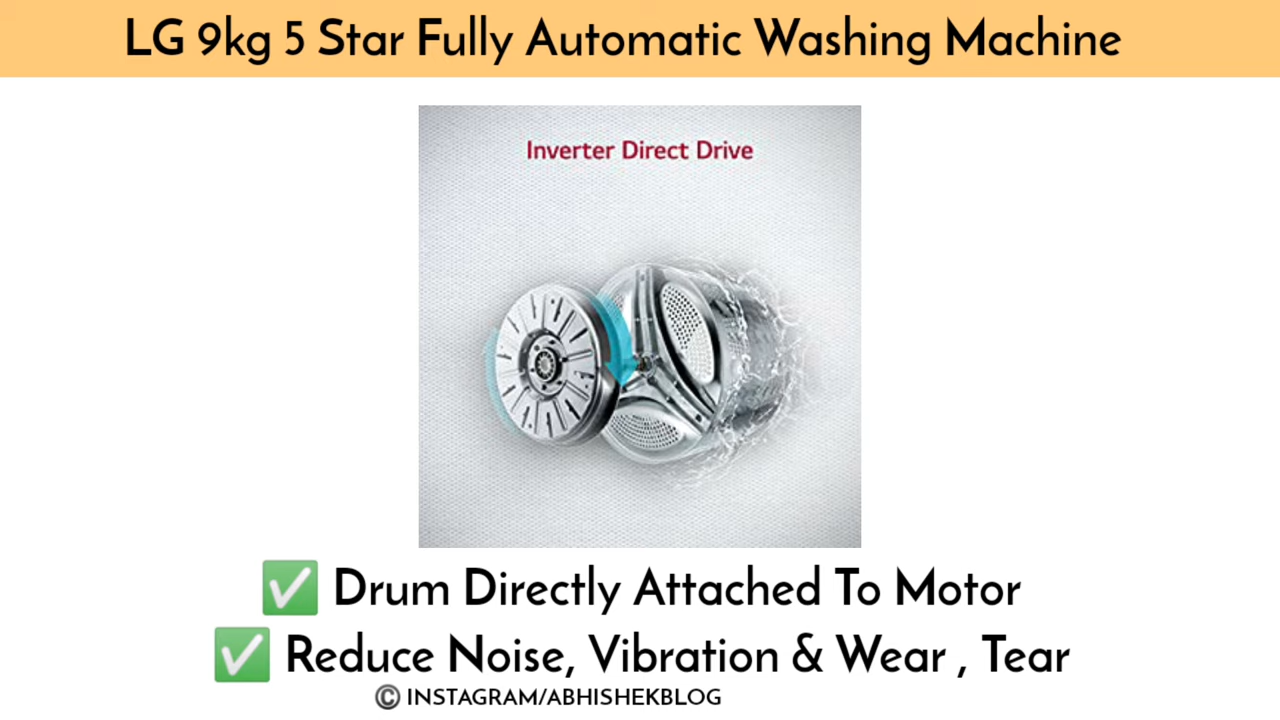 LG 9kg 5 Star Fully Automatic Washing Machine
Inverter Direct Drive
✅ Drum Directly Attached To Motor
✅ Reduce Noise, Vibration & Wear , Tear
© INSTAGRAM/ABHISHEKBLOG